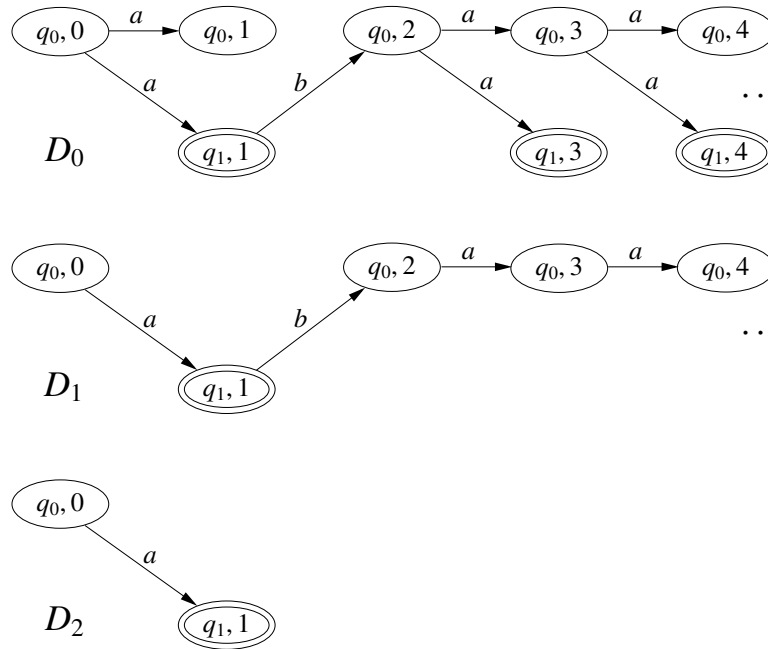 q₀, 0 a q₀, 1 q₀, 2 a q₀, 3 a q₀, 4
a b a a
. .
D₀ q₁, 1 q₁, 3 q₁, 4
q₀, 0 q₀, 2 a q₀, 3 a q₀, 4
a b
. .
D₁ q₁, 1
q₀, 0
a
D₂ q₁, 1